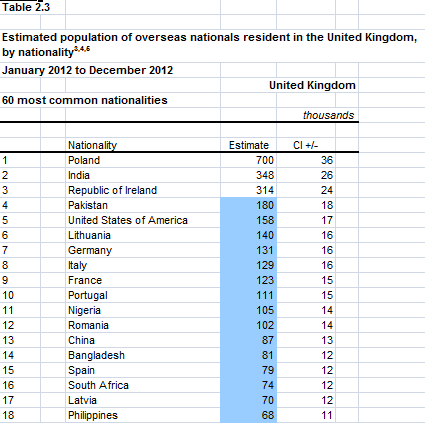 Table 2.3
Estimated population of overseas nationals resident in the United Kingdom,
by nationality3,4,5
January 2012 to December 2012
United Kingdom
60 most common nationalities
thousands
Nationality Estimate CI +/-
1 Poland 700 36
2 India 348 26
3 Republic of Ireland 314 24
4 Pakistan 180 18
5 United States of America 158 17
6 Lithuania 140 16
7 Germany 131 16
8 Italy 129 16
9 France 123 15
10 Portugal 111 15
11 Nigeria 105 14
12 Romania 102 14
13 China 87 13
14 Bangladesh 81 12
15 Spain 79 12
16 South Africa 74 12
17 Latvia 70 12
18 Philippines 68 11